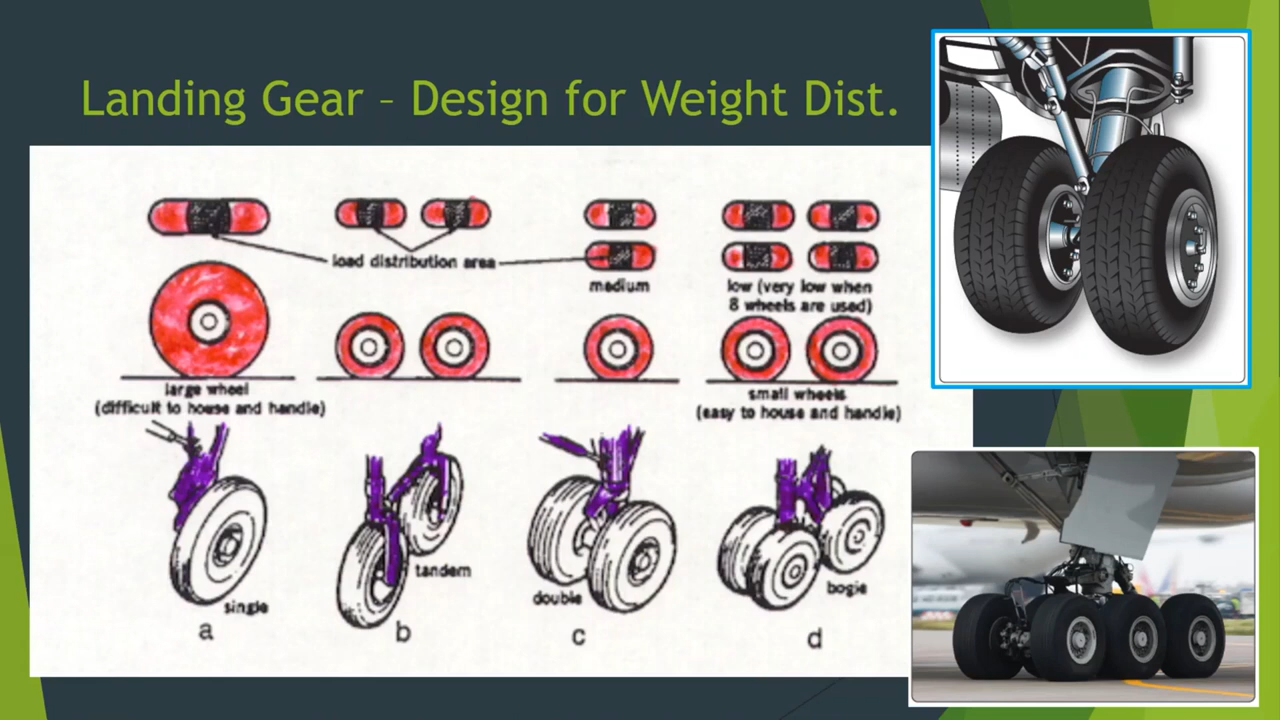 Landing Gear – Design for Weight Dist.
load distribution area
medium
low (very low when
8 wheels are used)
large wheel
(difficult to house and handle)
small wheels
(easy to house and handle)
single
tandem
double
bogie
a
b
c
d